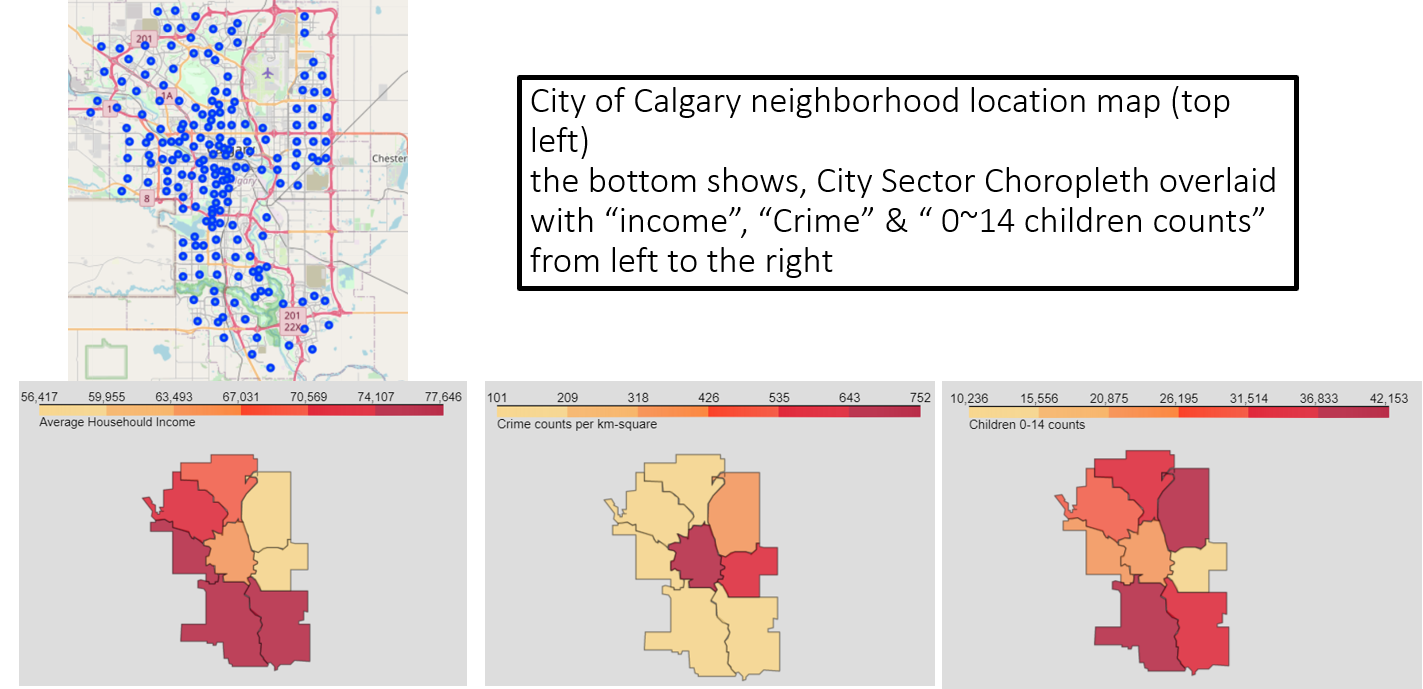 201
1A
1
Chester
8
201
22X
City of Calgary neighborhood location map (top
left)
the bottom shows, City Sector Choropleth overlaid
with “income”, “Crime” & “ 0~14 children counts”
from left to the right
56,417 59,955 63,493 67,031 70,569 74,107 77,646
Average Househould Income
101 209 318 426 535 643 752
Crime counts per km-square
10,236 15,556 20,875 26,195 31,514 36,833 42,153
Children 0-14 counts